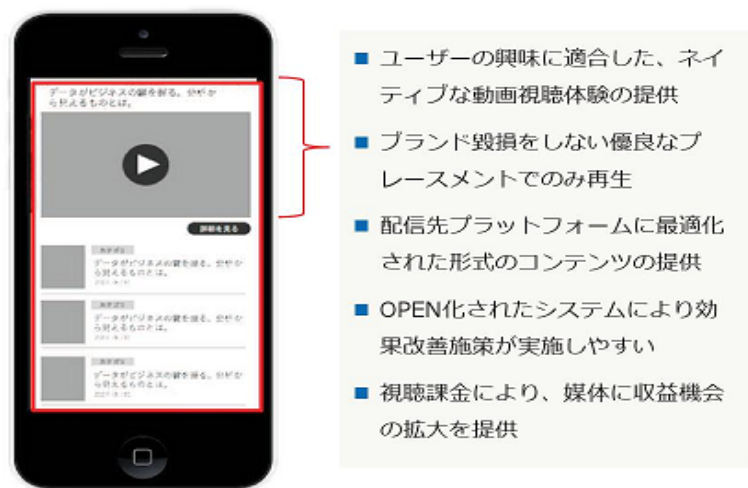 データがビジネスの鍵を握る。分析か
ら見えるものとは。
詳細を見る
カテゴリ
データがビジネスの鍵を握る。分析か
ら見えるものとは。
カテゴリ
データがビジネスの鍵を握る。分析か
ら見えるものとは。
カテゴリ
データがビジネスの鍵を握る。分析か
ら見えるものとは。
■ ユーザーの興味に適合した、ネイ
ティブな動画視聴体験の提供
■ ブランド毀損をしない優良なプ
レースメントでのみ再生
■ 配信先プラットフォームに最適化
された形式のコンテンツの提供
■ OPEN化されたシステムにより効
果改善施策が実施しやすい
■ 視聴課金により、媒体に収益機会
の拡大を提供